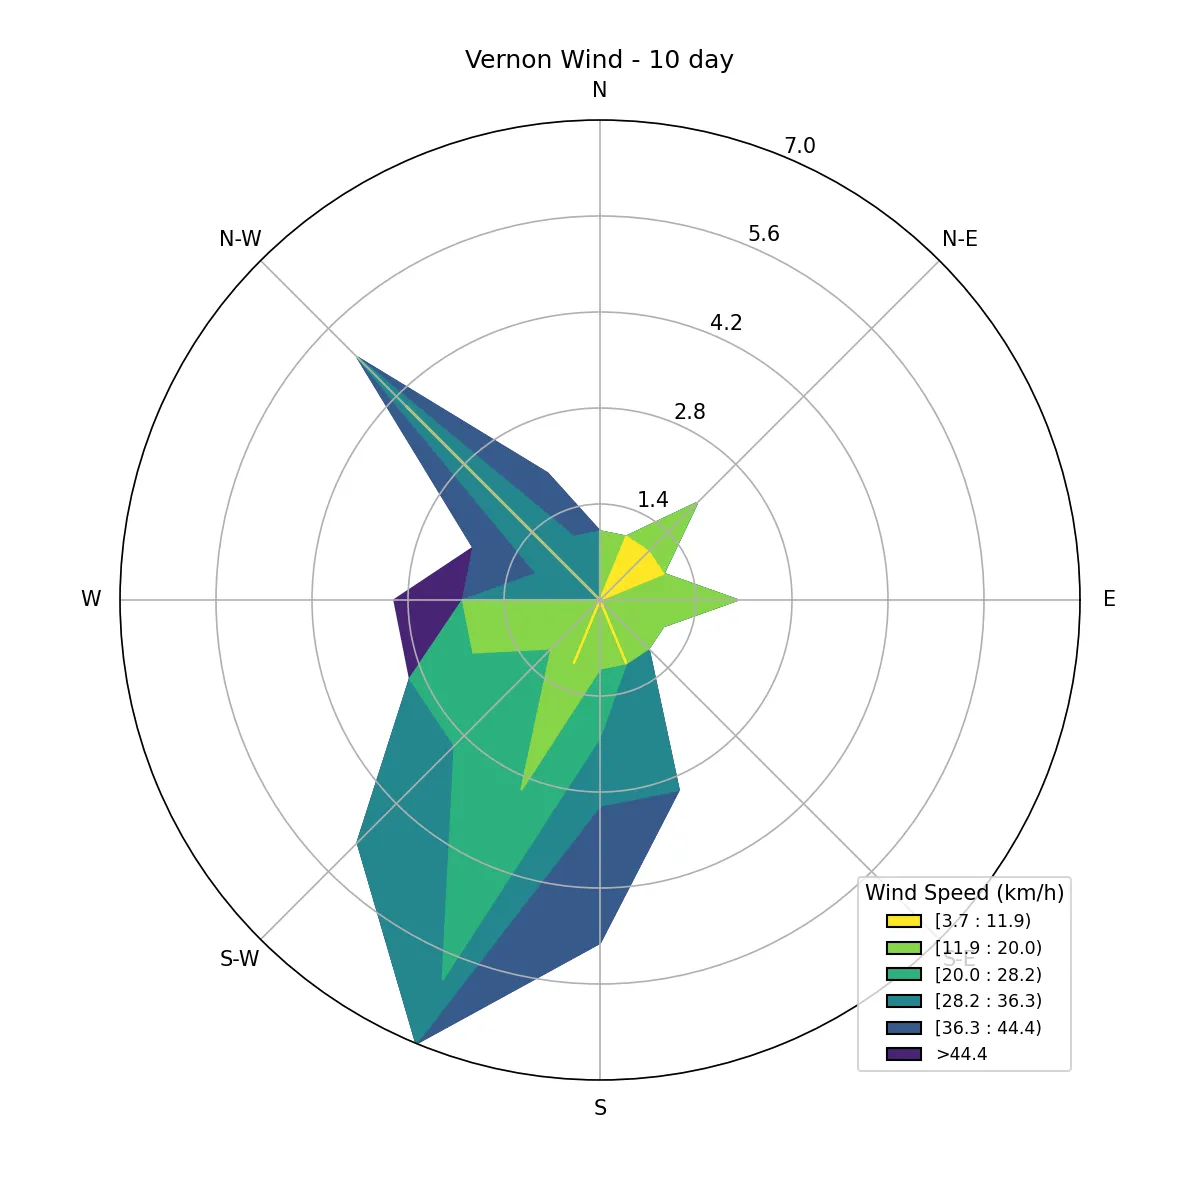 Vernon Wind - 10 day
N
7.0
N-W
5.6
N-E
4.2
2.8
1.4
W
E
S-W
S-E
S
Wind Speed (km/h)
[3.7 : 11.9)
[11.9 : 20.0)
[20.0 : 28.2)
[28.2 : 36.3)
[36.3 : 44.4)
>44.4